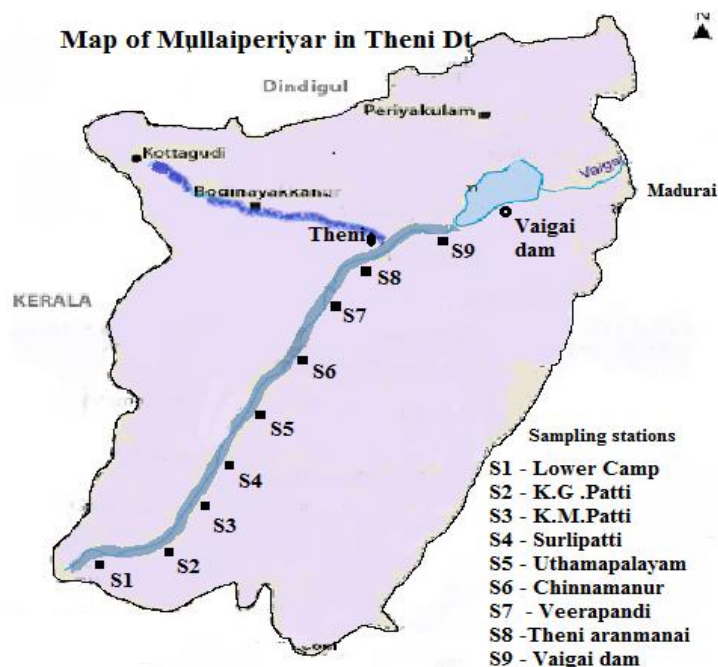 N
Map of Mullaiperiyar in Theni Dt
Dindigul
Periyakulam
Kottagudi
Vaigai
Madurai
Theni
Vaigai
dam
S9
S8
KERALA
S7
S6
S5
S4
S3
S2
S1
Sampling stations
S1 - Lower Camp
S2 - K.G .Patti
S3 - K.M.Patti
S4 - Surlipatti
S5 - Uthamapalayam
S6 - Chinnamanur
S7 - Veerapandi
S8 -Theni aranmanai
S9 - Vaigai dam